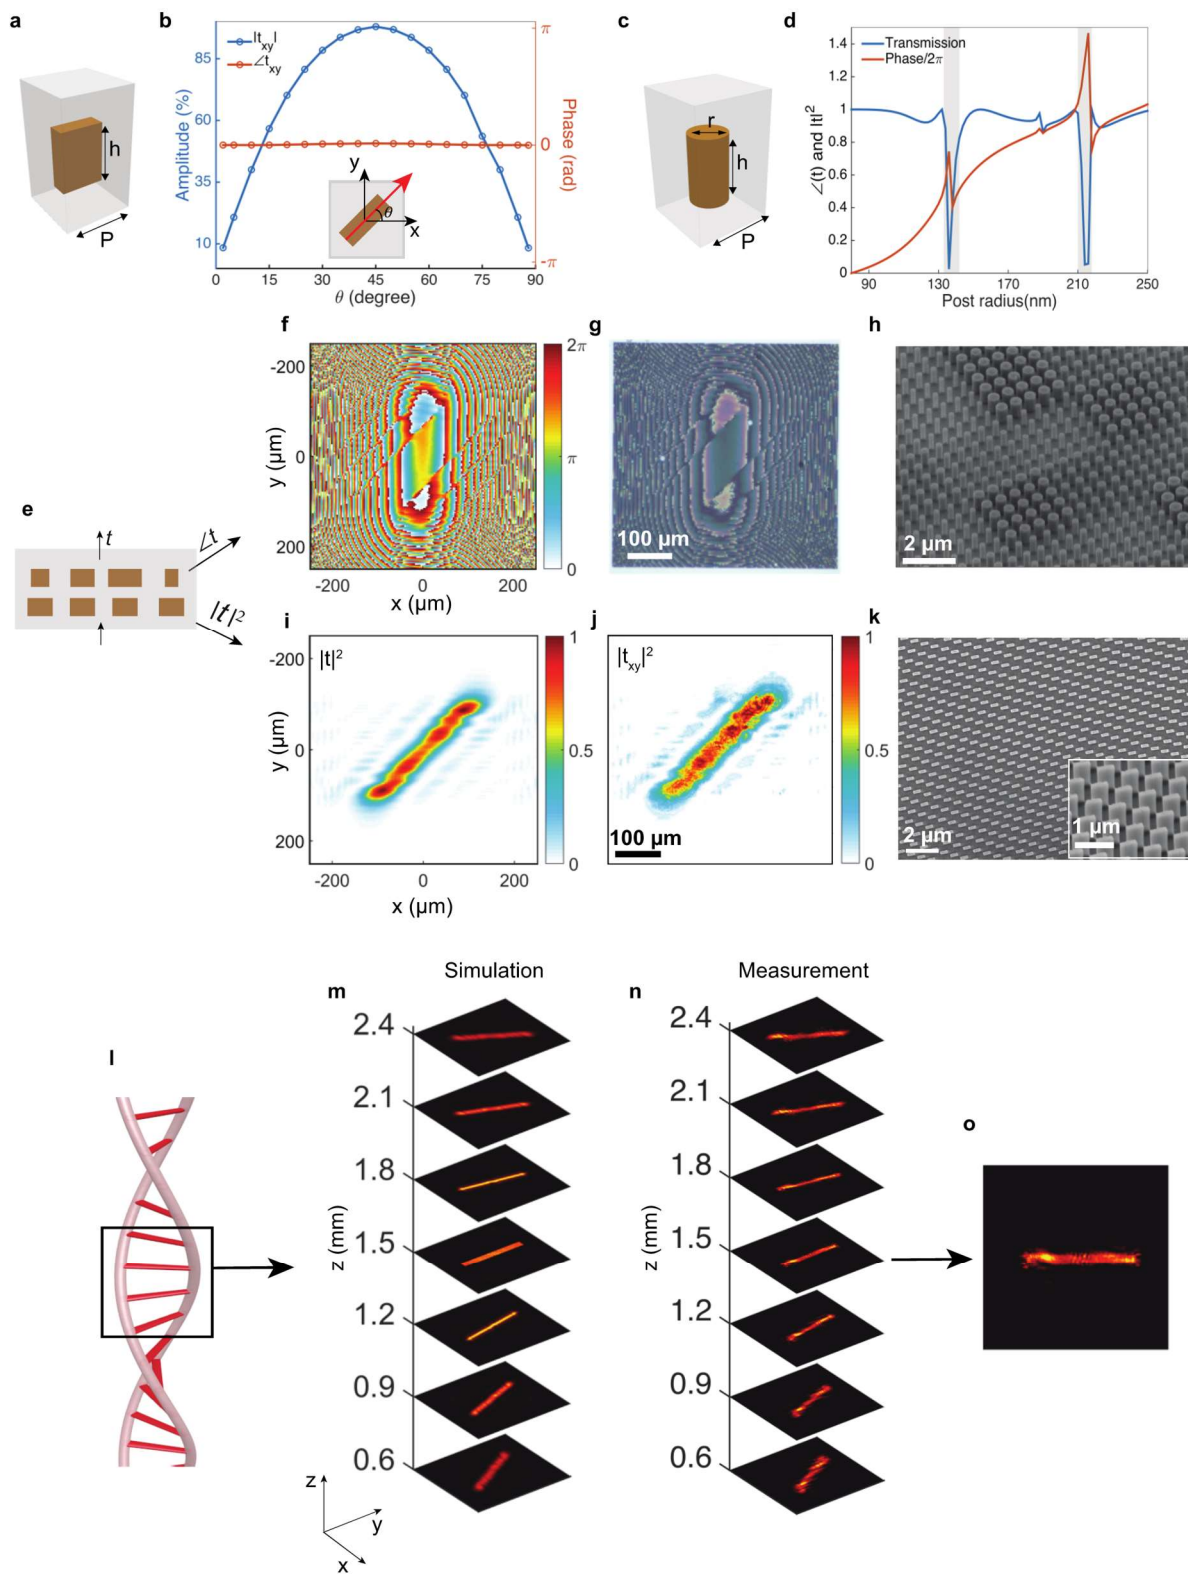 a
h
P
b
|t_xy|
∠t_xy
Amplitude (%)
85
60
35
10
π
0
-π
Phase (rad)
y
θ
x
0 15 30 45 60 75 90
θ (degree)
c
r
h
P
d
Transmission
Phase/2π
∠(t) and |t|²
1.4
1.2
1
0.8
0.6
0.4
0.2
0
90 130 170 210 250
Post radius(nm)
e
t
∠t
|t|²
f
-200
0
200
y (µm)
-200 0 200
x (µm)
2π
π
0
g
100 µm
h
2 µm
i
|t|²
-200
0
200
y (µm)
-200 0 200
x (µm)
1
0.5
0
j
|t_xy|²
100 µm
1
0.5
0
k
2 µm
1 µm
l
Simulation
m
2.4
2.1
1.8
1.5
1.2
0.9
0.6
z (mm)
z
y
x
Measurement
n
2.4
2.1
1.8
1.5
1.2
0.9
0.6
z (mm)
o